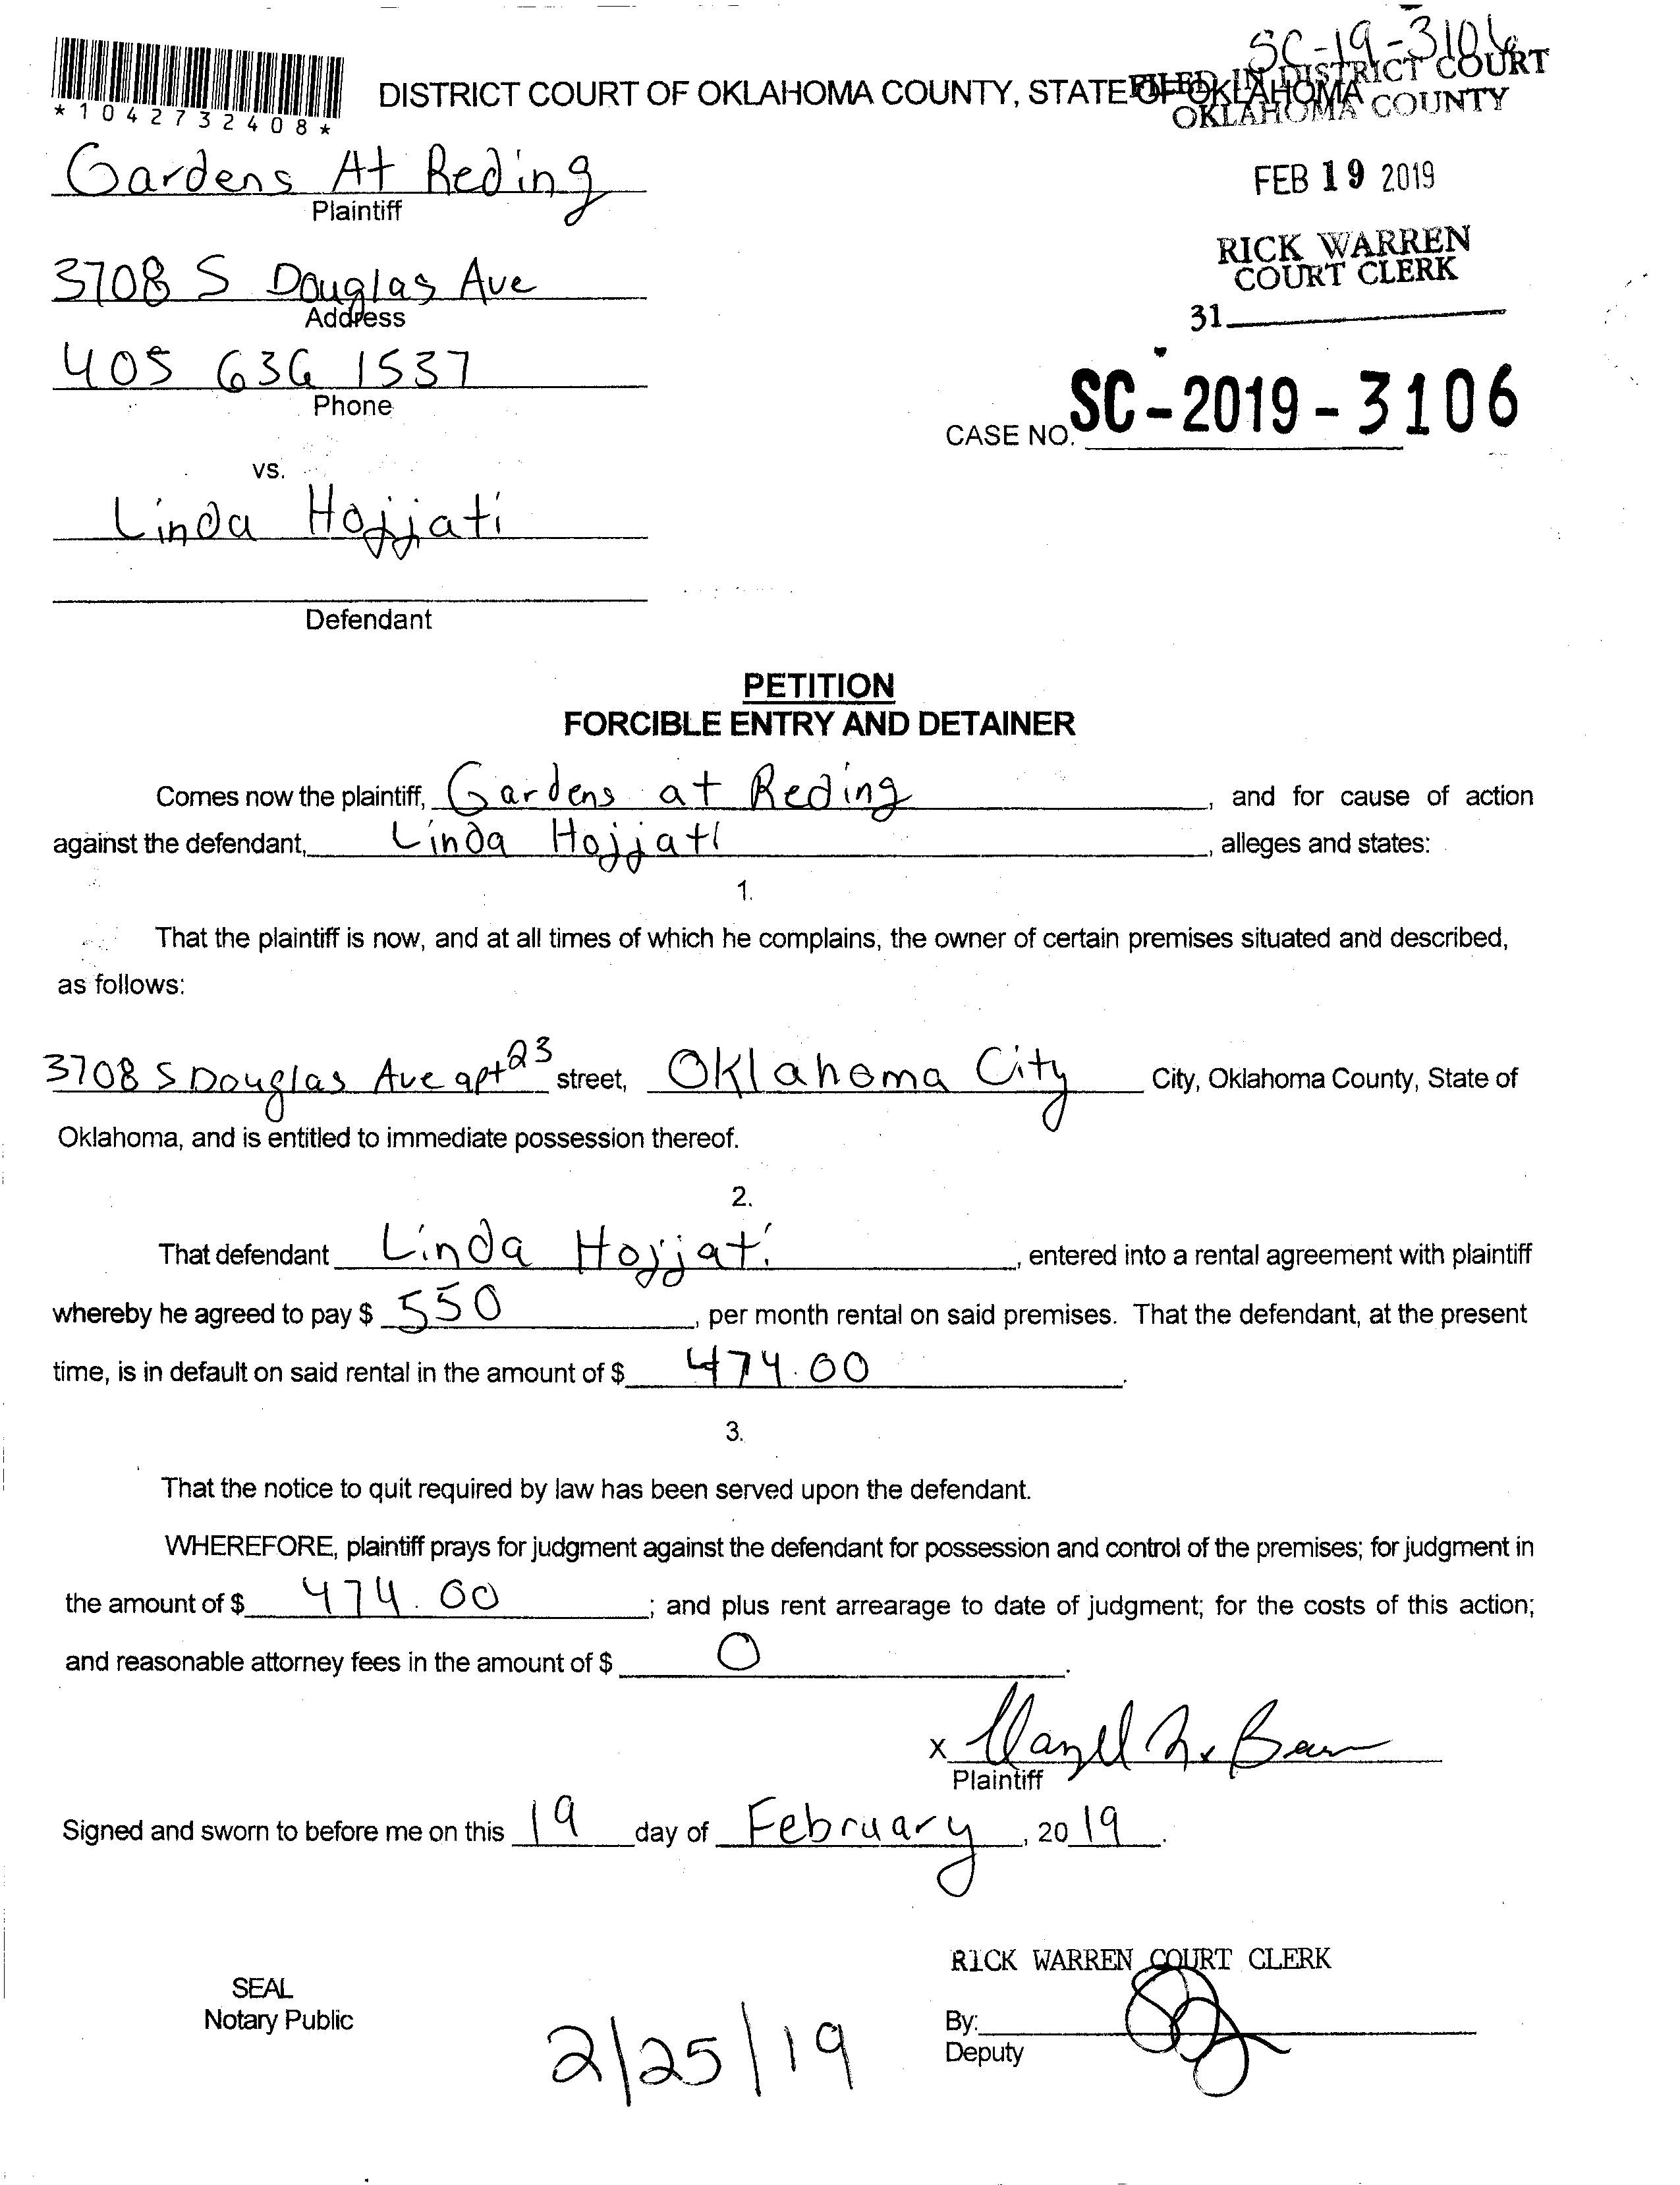 SC-19-3106
*1042732408*
DISTRICT COURT OF OKLAHOMA COUNTY, STATE OF OKLAHOMA
FILED IN DISTRICT COURT
OKLAHOMA COUNTY
Gardens At Reding
Plaintiff
FEB 19 2019
3708 S Douglas Ave
Address
RICK WARREN
COURT CLERK
31
405 636 1537
Phone
CASE NO. SC-2019-3106
vs.
Linda Hojjati
Defendant
PETITION
FORCIBLE ENTRY AND DETAINER
Comes now the plaintiff, Gardens at Reding, and for cause of action
against the defendant, Linda Hojjati, alleges and states:
1.
That the plaintiff is now, and at all times of which he complains, the owner of certain premises situated and described,
as follows:
3708 S Douglas Ave apt 23 street, Oklahoma City City, Oklahoma County, State of
Oklahoma, and is entitled to immediate possession thereof.
2.
That defendant Linda Hojjati, entered into a rental agreement with plaintiff
whereby he agreed to pay $ 550, per month rental on said premises. That the defendant, at the present
time, is in default on said rental in the amount of $ 474.00.
3.
That the notice to quit required by law has been served upon the defendant.
WHEREFORE, plaintiff prays for judgment against the defendant for possession and control of the premises; for judgment in
the amount of $ 474.00; and plus rent arrearage to date of judgment; for the costs of this action;
and reasonable attorney fees in the amount of $ 0.
X
Plaintiff
Signed and sworn to before me on this 19 day of February, 2019.
RICK WARREN COURT CLERK
SEAL
Notary Public
By:
Deputy
2/25/19